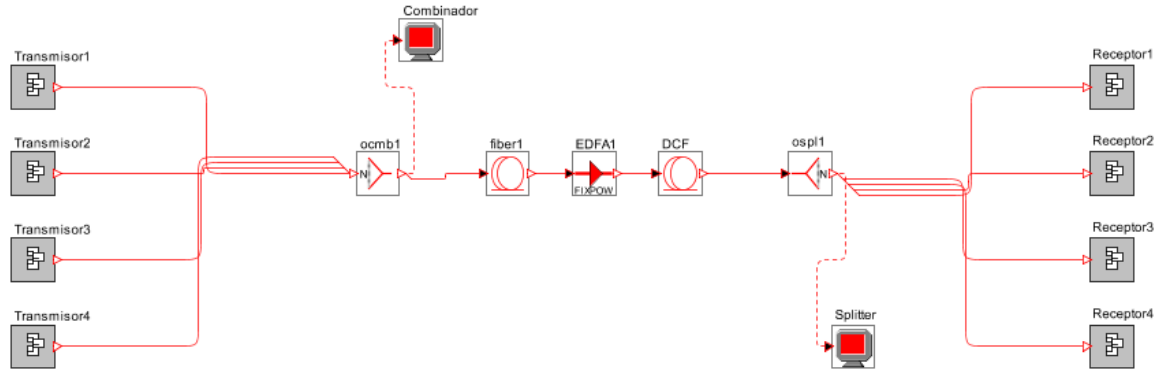 Combinador
Transmisor1
Receptor1
Transmisor2
ocmb1
fiber1
EDFA1
DCF
ospl1
Receptor2
N
FIXPOW
N
Transmisor3
Receptor3
Transmisor4
Splitter
Receptor4